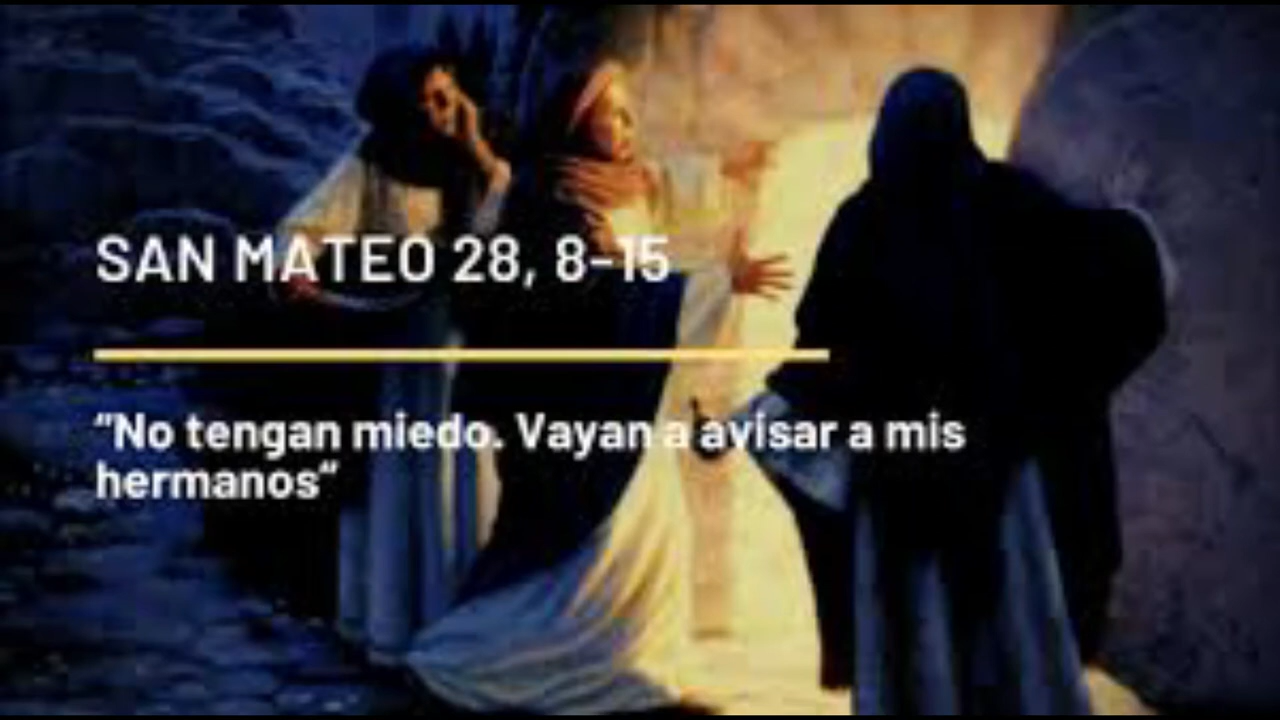 SAN MATEO 28, 8-15
“No tengan miedo. Vayan a avisar a mis
hermanos“